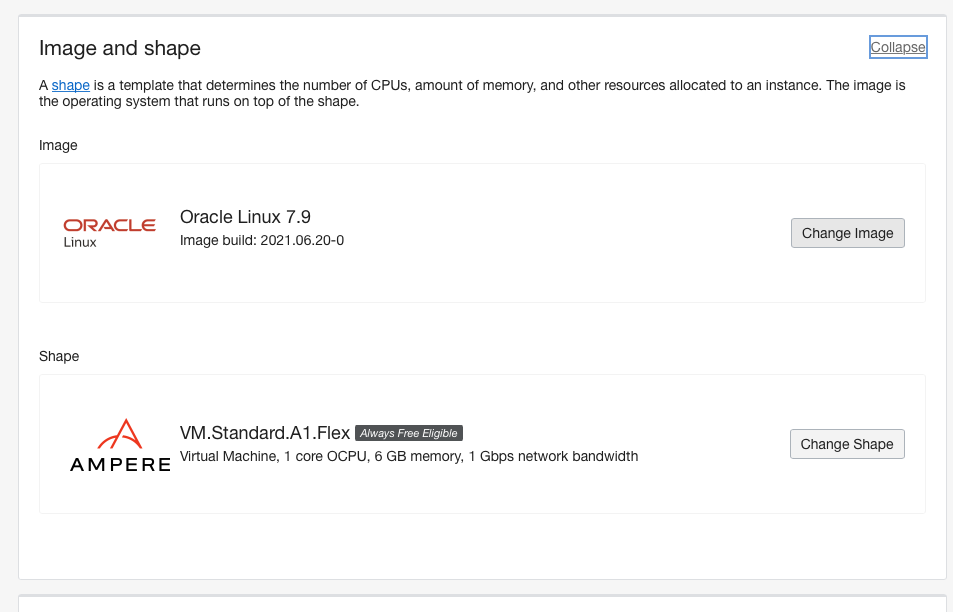 Image and shape
Collapse
A shape is a template that determines the number of CPUs, amount of memory, and other resources allocated to an instance. The image is
the operating system that runs on top of the shape.
Image
ORACLE
Linux
Oracle Linux 7.9
Image build: 2021.06.20-0
Change Image
Shape
AMPERE
VM.Standard.A1.Flex Always Free Eligible
Virtual Machine, 1 core OCPU, 6 GB memory, 1 Gbps network bandwidth
Change Shape